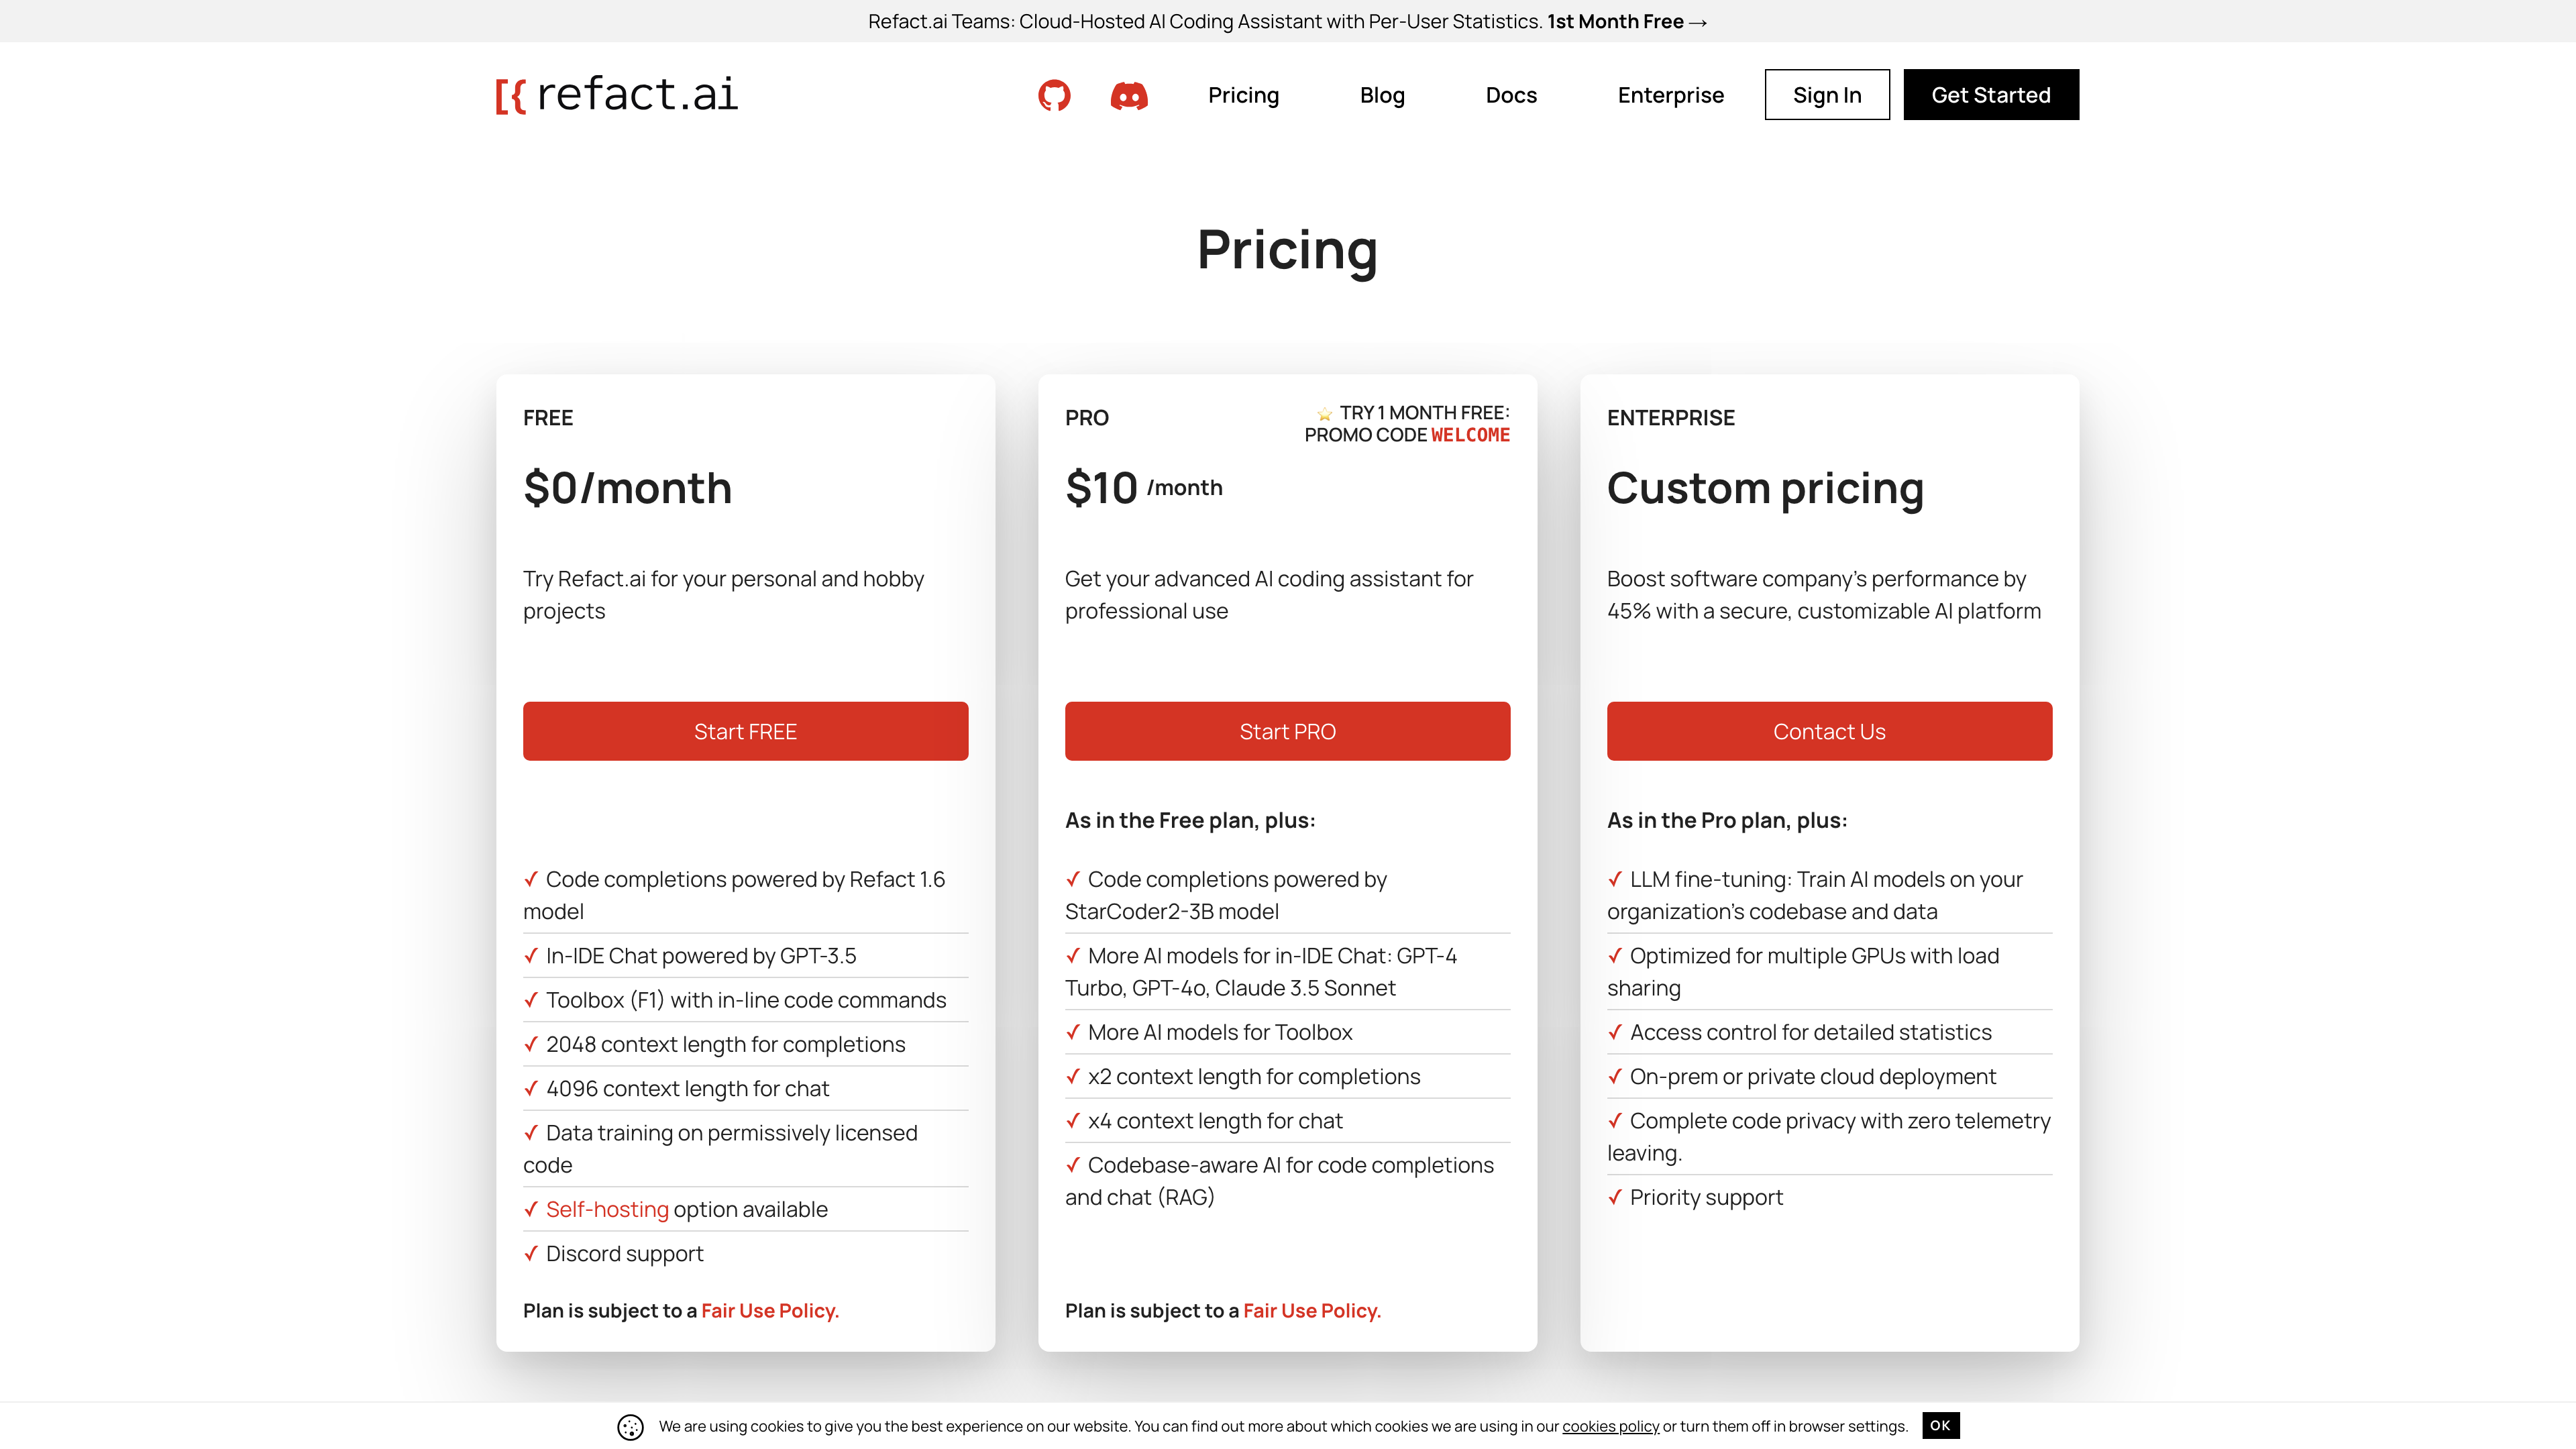 Refact.ai Teams: Cloud-Hosted AI Coding Assistant with Per-User Statistics. 1st Month Free →
refact.ai
Pricing
Blog
Docs
Enterprise
Sign In
Get Started
Pricing
FREE
$0/month
Try Refact.ai for your personal and hobby
projects
Start FREE
✓ Code completions powered by Refact 1.6
model
✓ In-IDE Chat powered by GPT-3.5
✓ Toolbox (F1) with in-line code commands
✓ 2048 context length for completions
✓ 4096 context length for chat
✓ Data training on permissively licensed
code
✓ Self-hosting option available
✓ Discord support
Plan is subject to a Fair Use Policy.
PRO
⭐ TRY 1 MONTH FREE:
PROMO CODE WELCOME
$10 /month
Get your advanced AI coding assistant for
professional use
Start PRO
As in the Free plan, plus:
✓ Code completions powered by
StarCoder2-3B model
✓ More AI models for in-IDE Chat: GPT-4
Turbo, GPT-4o, Claude 3.5 Sonnet
✓ More AI models for Toolbox
✓ x2 context length for completions
✓ x4 context length for chat
✓ Codebase-aware AI for code completions
and chat (RAG)
Plan is subject to a Fair Use Policy.
ENTERPRISE
Custom pricing
Boost software company's performance by
45% with a secure, customizable AI platform
Contact Us
As in the Pro plan, plus:
✓ LLM fine-tuning: Train AI models on your
organization's codebase and data
✓ Optimized for multiple GPUs with load
sharing
✓ Access control for detailed statistics
✓ On-prem or private cloud deployment
✓ Complete code privacy with zero telemetry
leaving.
✓ Priority support
We are using cookies to give you the best experience on our website. You can find out more about which cookies we are using in our cookies policy or turn them off in browser settings.
OK